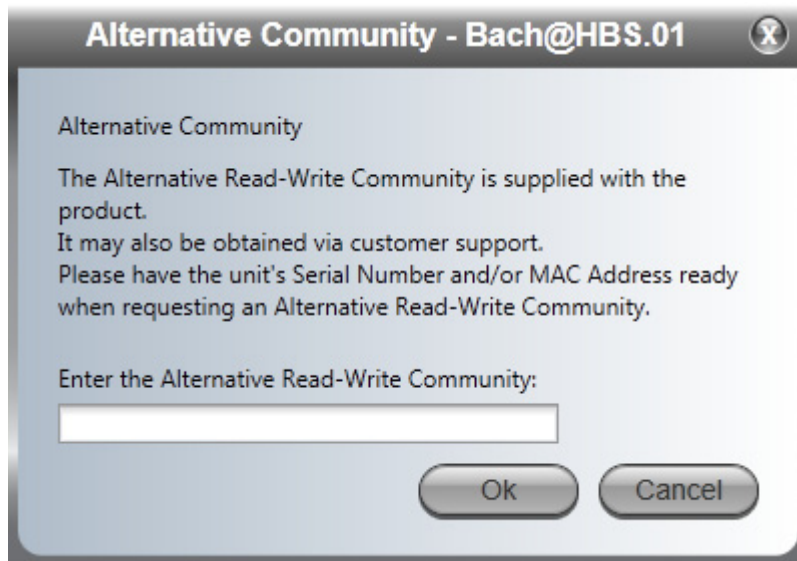 Alternative Community - Bach@HBS.01
Alternative Community
The Alternative Read-Write Community is supplied with the
product.
It may also be obtained via customer support.
Please have the unit's Serial Number and/or MAC Address ready
when requesting an Alternative Read-Write Community.
Enter the Alternative Read-Write Community:
Ok Cancel